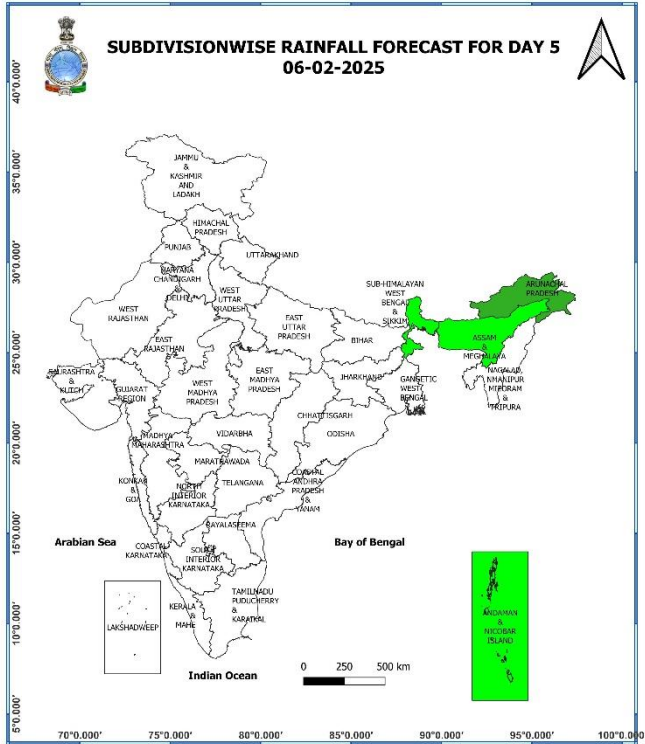 SUBDIVISIONWISE RAINFALL FORECAST FOR DAY 5
06-02-2025
40°0.000'
35°0.000'
30°0.000'
25°0.000'
20°0.000'
15°0.000'
10°0.000'
5°0.000'
JAMMU
&
KASHMIR
AND
LADAKH
HIMACHAL
PRADESH
PUNJAB
UTTARAKHAND
HARYANA
CHANDIGARH
&
DELHI
WEST
UTTAR
PRADESH
WEST
RAJASTHAN
EAST
RAJASTHAN
EAST
UTTAR
PRADESH
BIHAR
SUB-HIMALAYAN
WEST
BENGAL
&
SIKKIM
ARUNACHAL
PRADESH
ASSAM
&
MEGHALAYA
NAGALAD,
NMANIPUR
MIZORAM
&
TRIPURA
SAURASHTRA
&
KUTCH
GUJARAT
REGION
WEST
MADHYA
PRADESH
EAST
MADHYA
PRADESH
JHARKHAND
GANGETIC
WEST
BENGAL
CHHATTISGARH
ODISHA
MADHYA
MAHARASHTRA
VIDARBHA
MARATHWADA
TELANGANA
KONKAN
&
GOA
NORTH
INTERIOR
KARNATAKA
COASTAL
ANDHRA
PRADESH
&
YANAM
RAYALASEEMA
Arabian Sea
COASTAL
KARNATAKA
SOUTH
INTERIOR
KARNATAKA
Bay of Bengal
TAMILNADU
PUDUCHERRY
&
KARAIKAL
KERALA
&
MAHE
LAKSHADWEEP
ANDAMAN
&
NICOBAR
ISLAND
Indian Ocean
0 250 500 km
70°0.000' 75°0.000' 80°0.000' 85°0.000' 90°0.000' 95°0.000' 100°0.000'